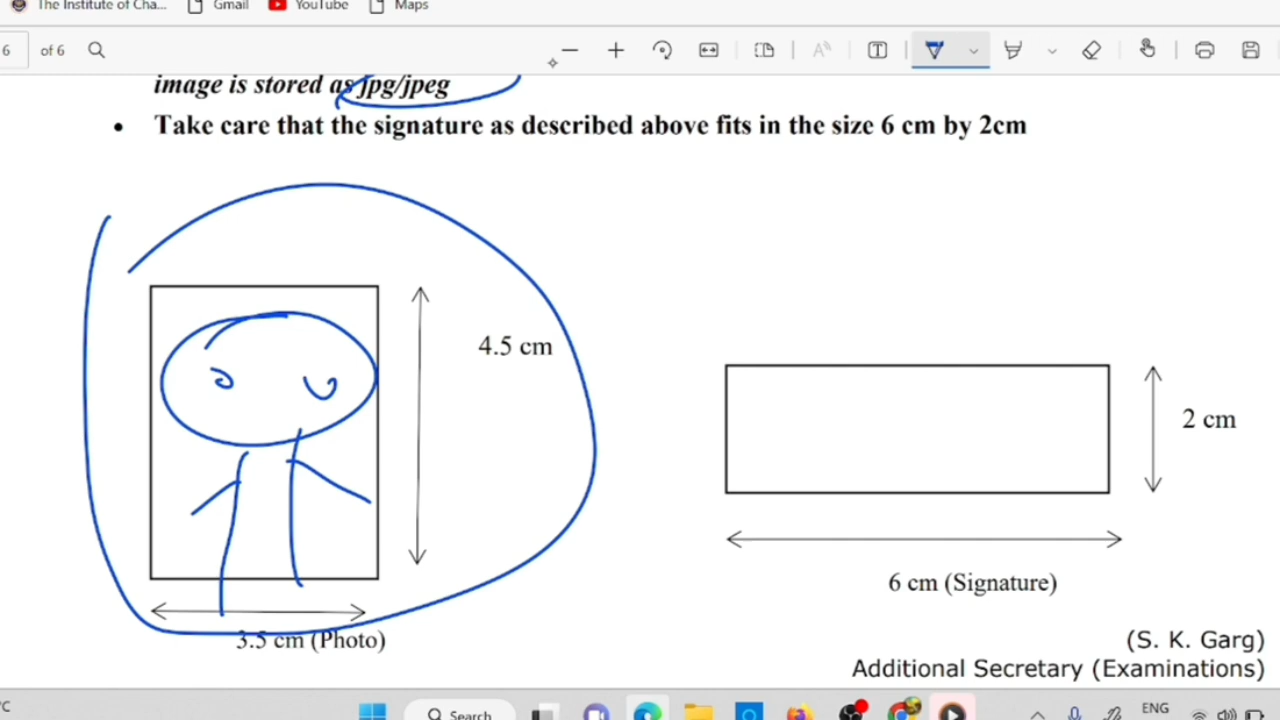 The Institute of Cha... Gmail YouTube Maps
6 of 6
image is stored as jpg/jpeg
• Take care that the signature as described above fits in the size 6 cm by 2cm
4.5 cm
2 cm
6 cm (Signature)
3.5 cm (Photo)
(S. K. Garg)
Additional Secretary (Examinations)
Search
ENG